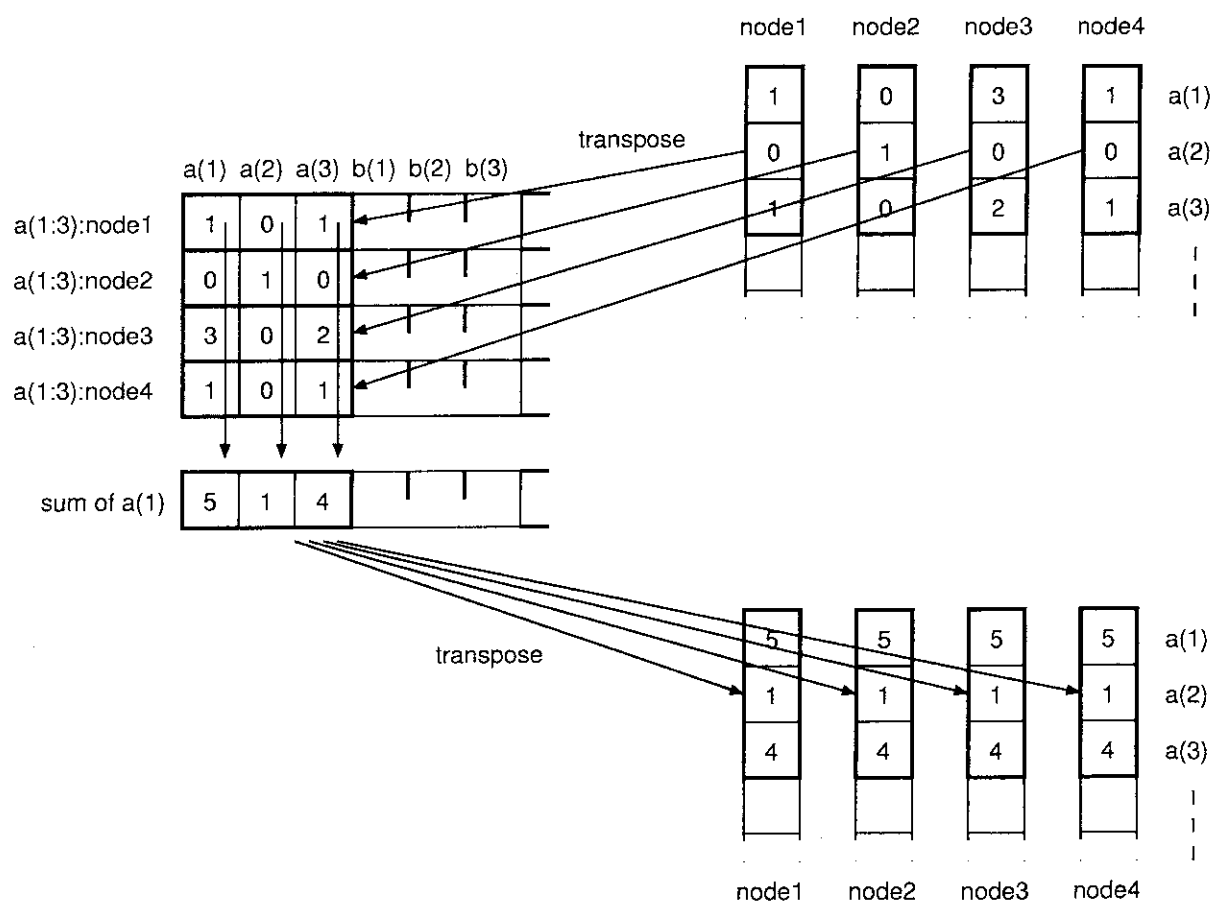 node1 node2 node3 node4
1 0 3 1 a(1)
transpose
0 1 0 0 a(2)
a(1) a(2) a(3) b(1) b(2) b(3)
1 0 2 1 a(3)
a(1:3):node1 1 0 1
a(1:3):node2 0 1 0
a(1:3):node3 3 0 2
a(1:3):node4 1 0 1
sum of a(1) 5 1 4
5 5 5 5 a(1)
transpose
1 1 1 1 a(2)
4 4 4 4 a(3)
node1 node2 node3 node4